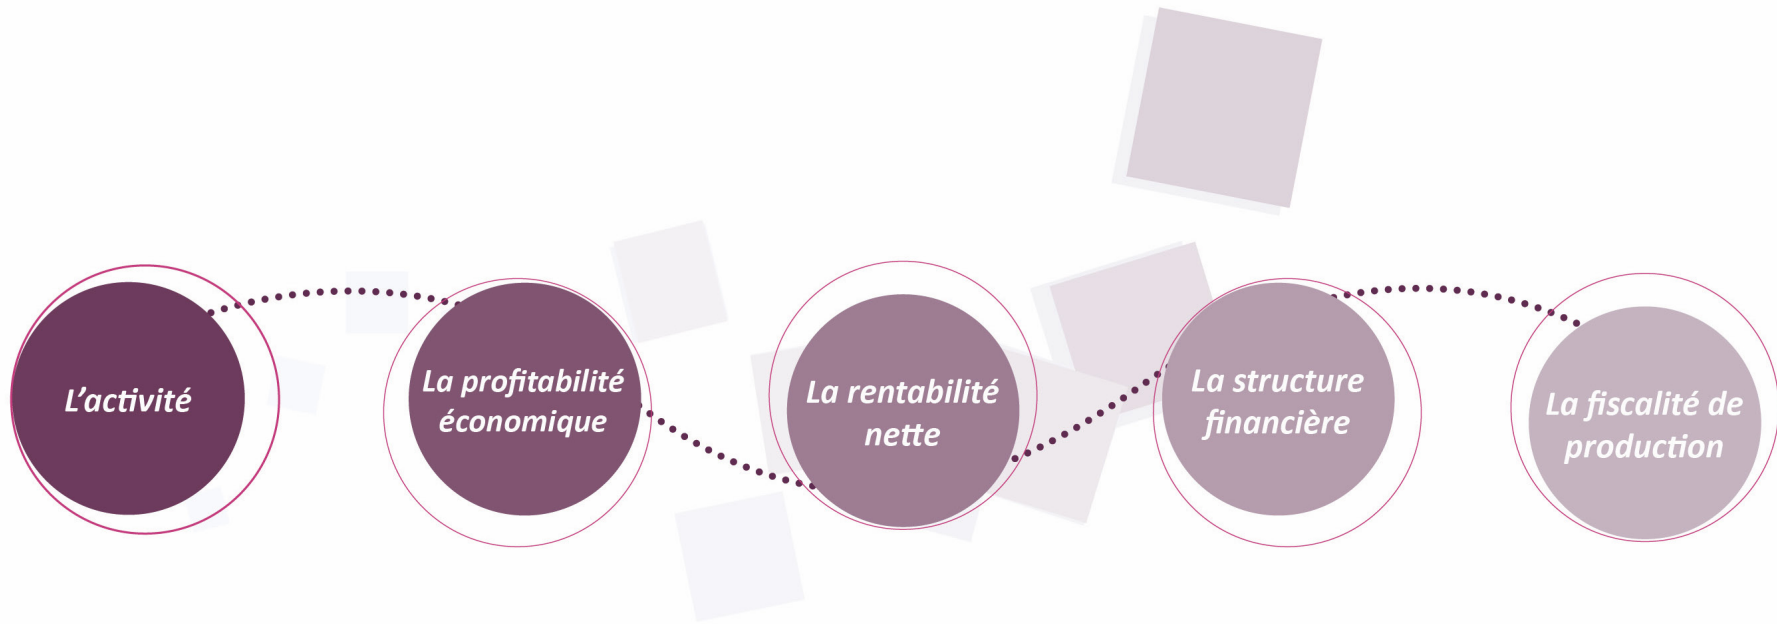 L’activité
La profitabilité
économique
La rentabilité
nette
La structure
financière
La fiscalité de
production